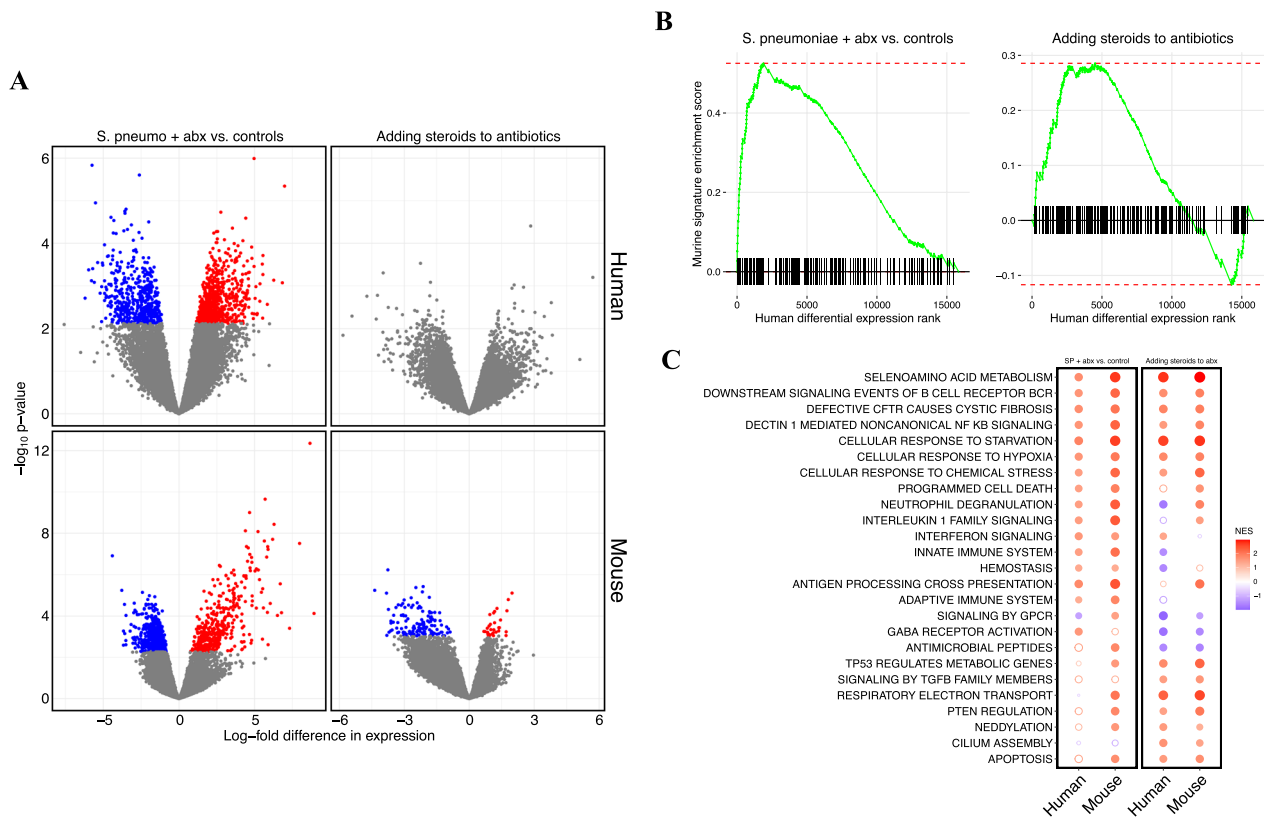 A
S. pneumo + abx vs. controls
Adding steroids to antibiotics
6
4
2
0
Human
12
8
4
0
Mouse
−log10 p−value
−5
0
5
−6
−3
0
3
6
Log−fold difference in expression
B
S. pneumoniae + abx vs. controls
Adding steroids to antibiotics
Murine signature enrichment score
0.4
0.2
0.0
0
5000
10000
15000
Human differential expression rank
0.3
0.2
0.1
0.0
−0.1
0
5000
10000
15000
Human differential expression rank
C
SP + abx vs. control
Adding steroids to abx
SELENOAMINO ACID METABOLISM
DOWNSTREAM SIGNALING EVENTS OF B CELL RECEPTOR BCR
DEFECTIVE CFTR CAUSES CYSTIC FIBROSIS
DECTIN 1 MEDIATED NONCANONICAL NF KB SIGNALING
CELLULAR RESPONSE TO STARVATION
CELLULAR RESPONSE TO HYPOXIA
CELLULAR RESPONSE TO CHEMICAL STRESS
PROGRAMMED CELL DEATH
NEUTROPHIL DEGRANULATION
INTERLEUKIN 1 FAMILY SIGNALING
INTERFERON SIGNALING
INNATE IMMUNE SYSTEM
HEMOSTASIS
ANTIGEN PROCESSING CROSS PRESENTATION
ADAPTIVE IMMUNE SYSTEM
SIGNALING BY GPCR
GABA RECEPTOR ACTIVATION
ANTIMICROBIAL PEPTIDES
TP53 REGULATES METABOLIC GENES
SIGNALING BY TGFB FAMILY MEMBERS
RESPIRATORY ELECTRON TRANSPORT
PTEN REGULATION
NEDDYLATION
CILIUM ASSEMBLY
APOPTOSIS
Human
Mouse
Human
Mouse
NES
2
1
0
−1